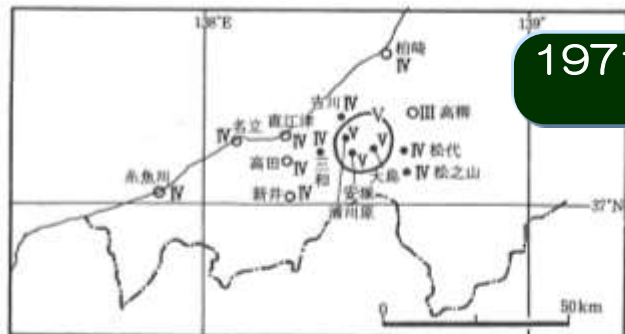 138°E
139°
197
柏崎
IV
吉川 IV
V
III 高柳
名立
IV
直江津
IV
IV
V
V
V
高田
IV
三和
IV 松代
大島
IV 松之山
糸魚川
IV
新井
IV
安塚
浦川原
37°N
0
50km